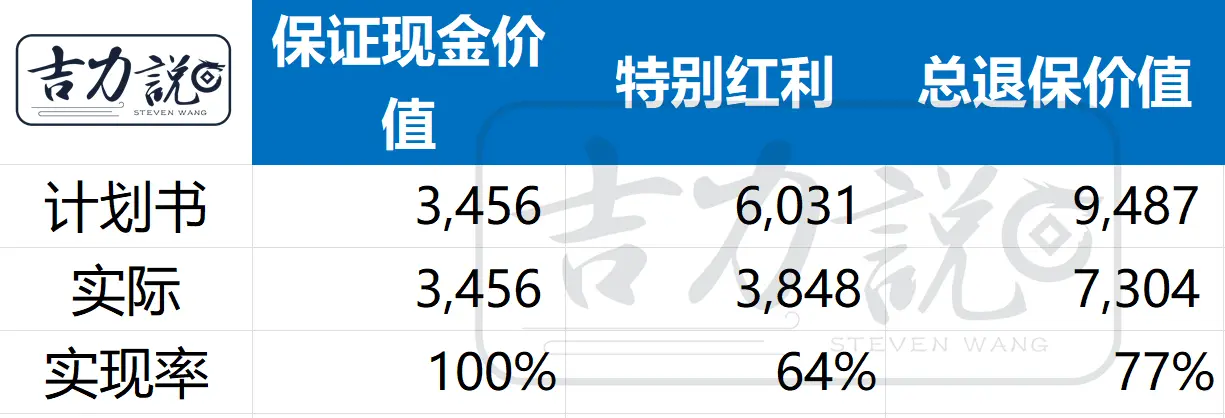 吉力説
STEVEN WANG
保证现金价
值
特别红利
总退保价值
计划书
3,456
6,031
9,487
实际
3,456
3,848
7,304
实现率
100%
64%
77%
吉力説
STEVEN WANG